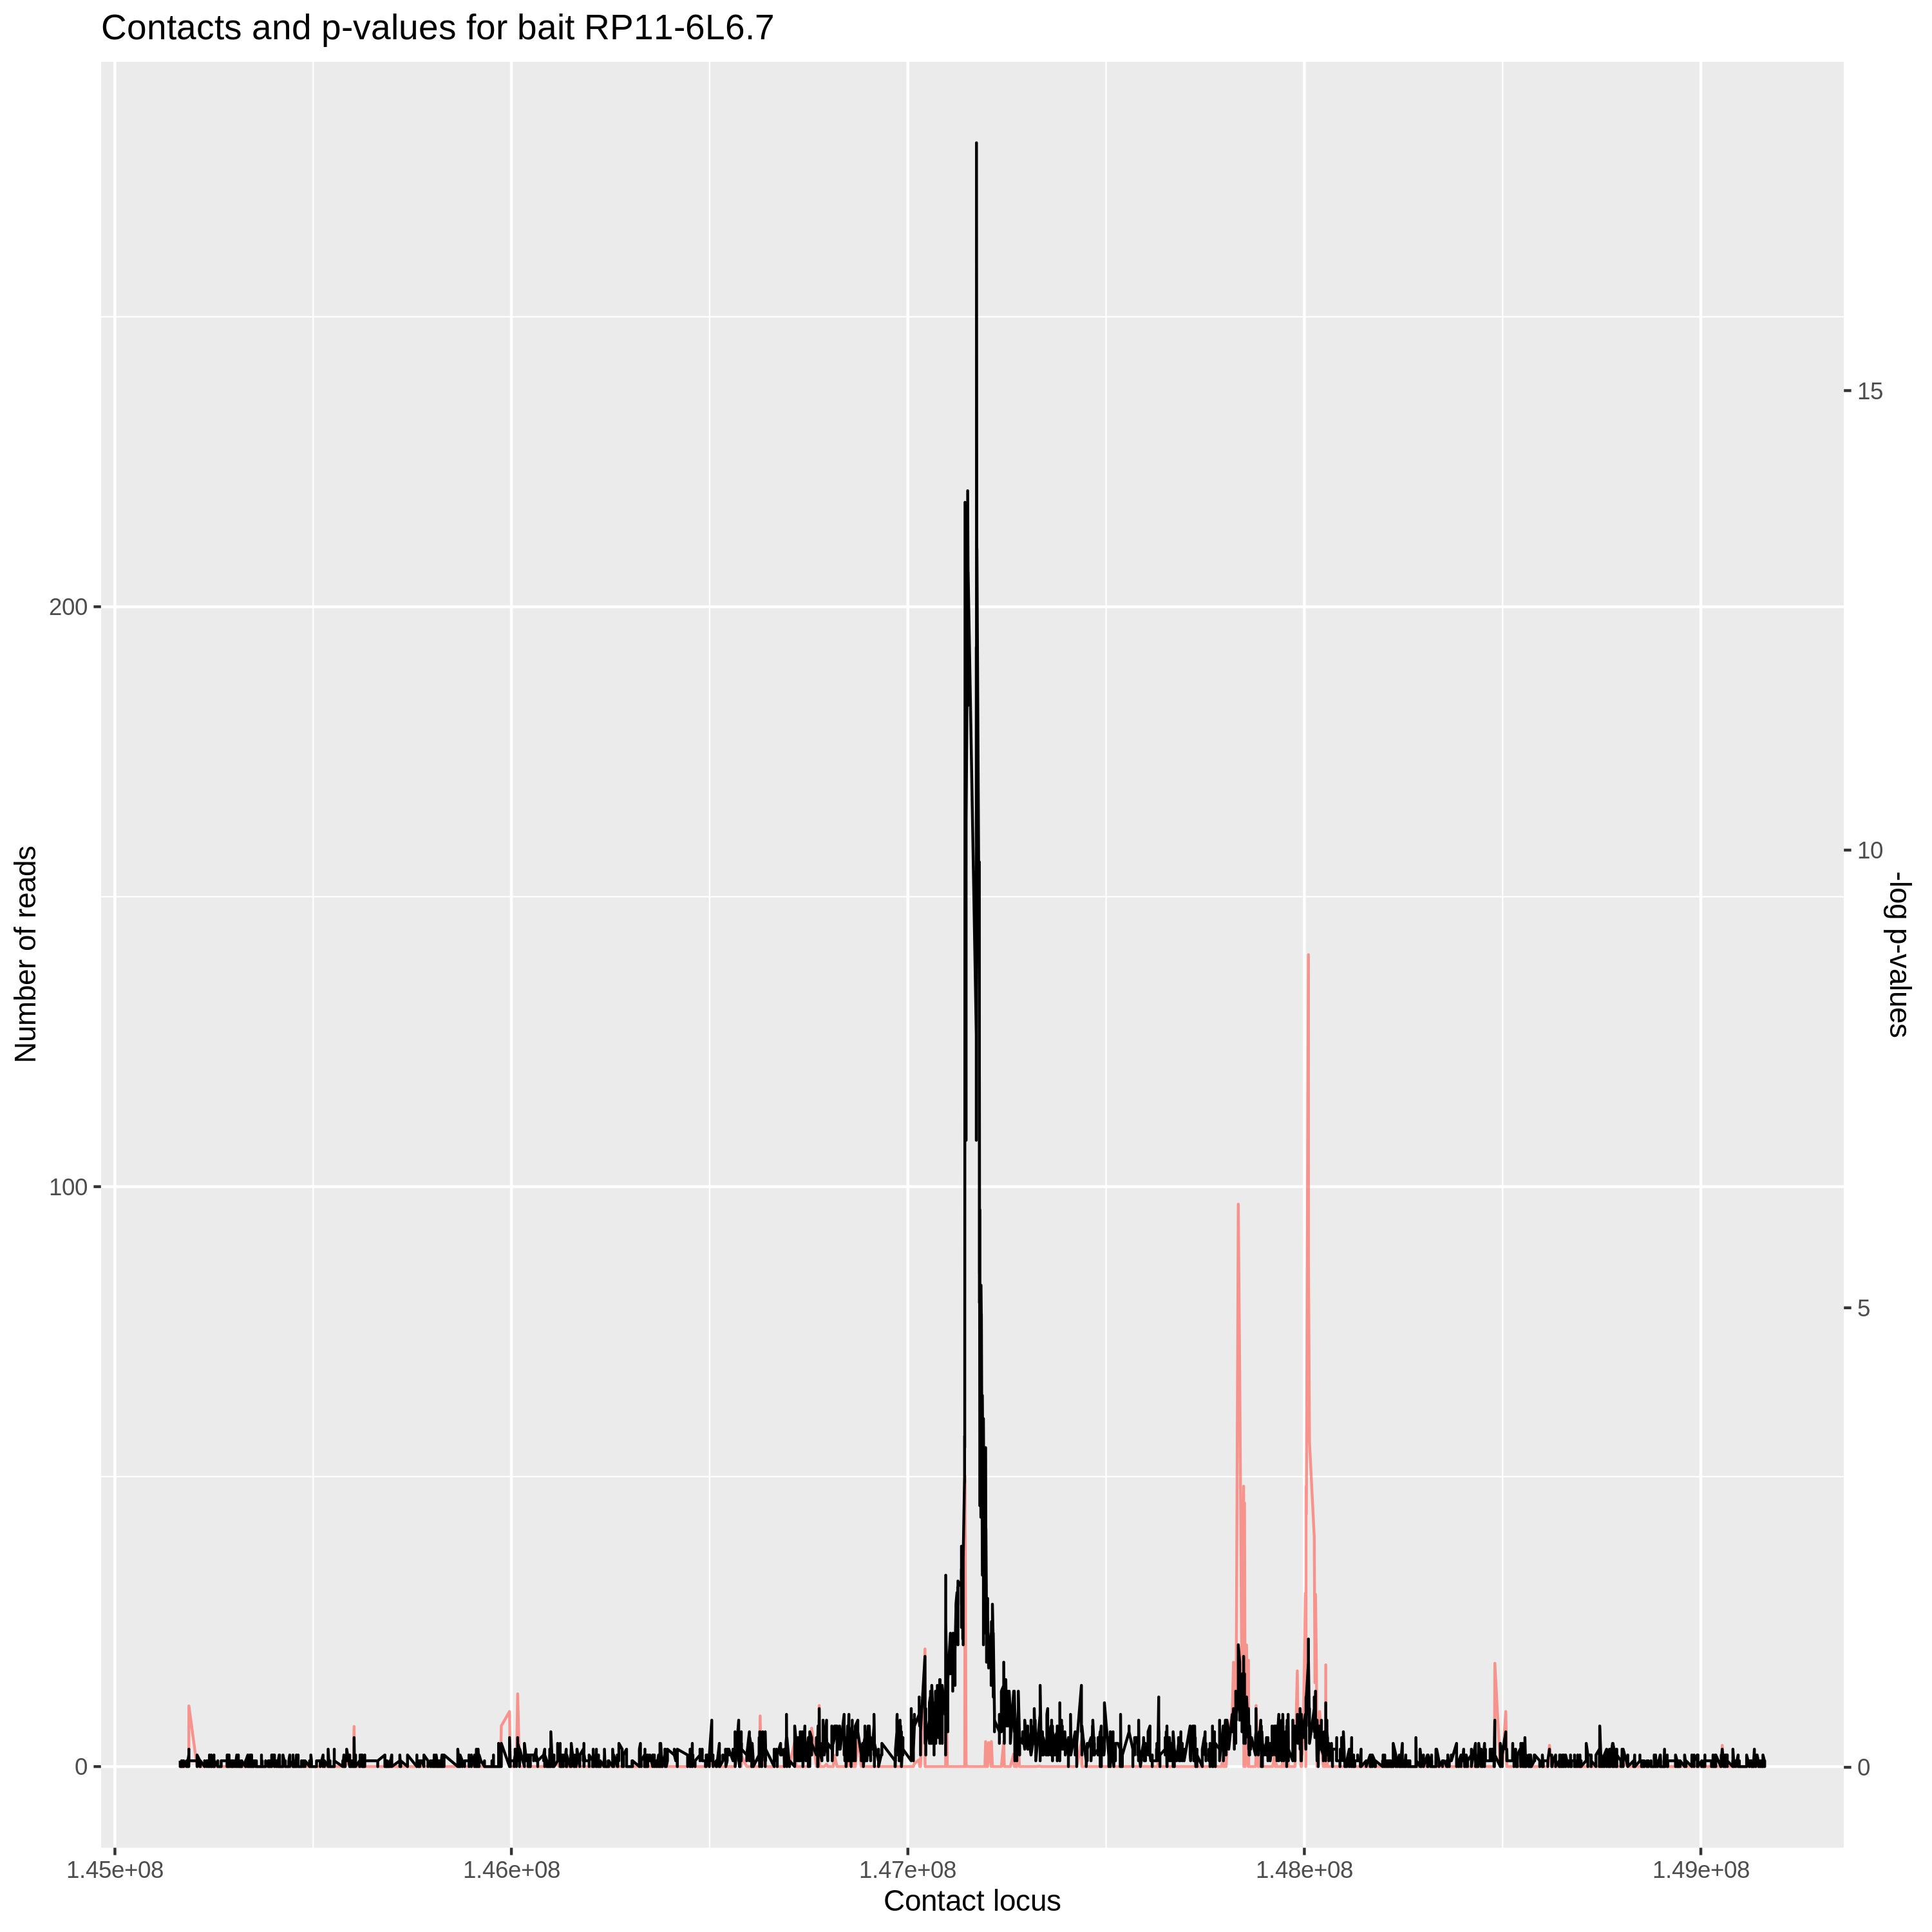 Contacts and p-values for bait RP11-6L6.7
200
100
0
Number of reads
15
10
5
0
-log p-values
1.45e+08
1.46e+08
1.47e+08
1.48e+08
1.49e+08
Contact locus